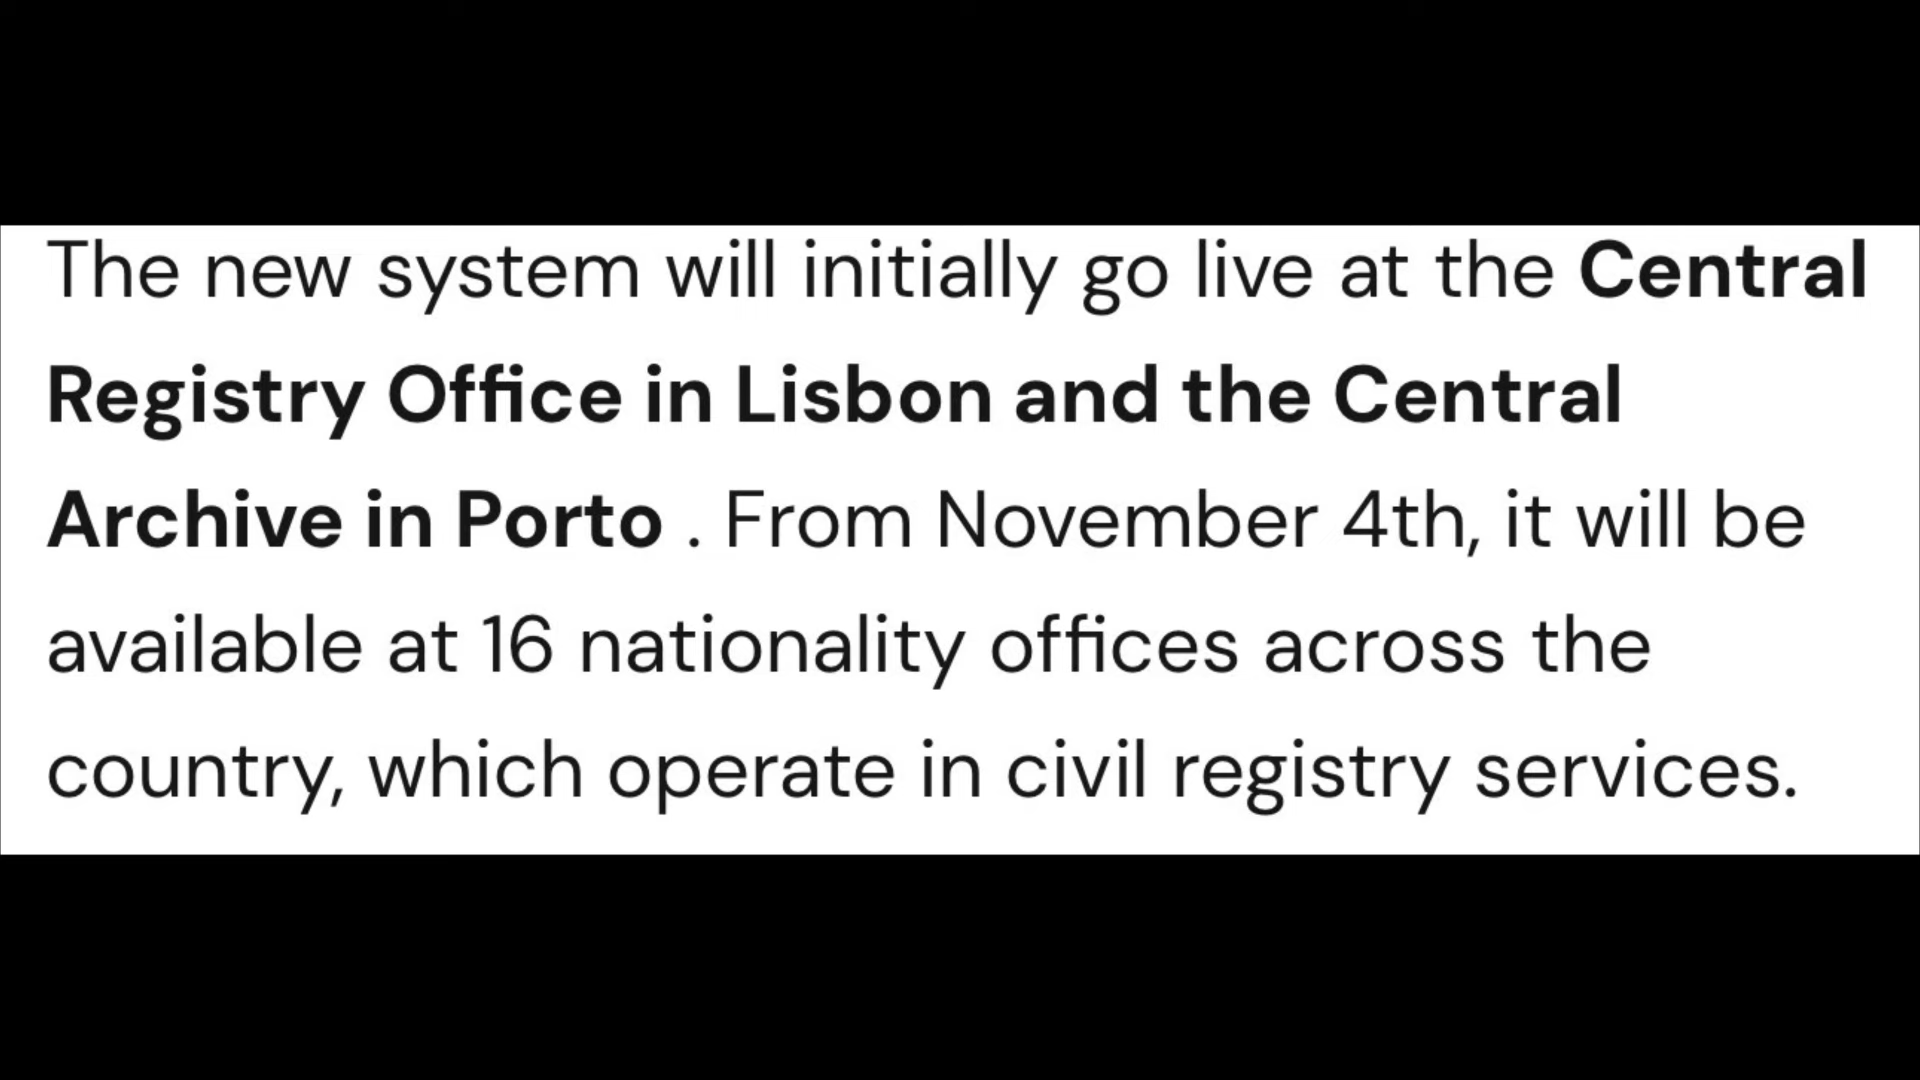 The new system will initially go live at the Central
Registry Office in Lisbon and the Central
Archive in Porto . From November 4th, it will be
available at 16 nationality offices across the
country, which operate in civil registry services.